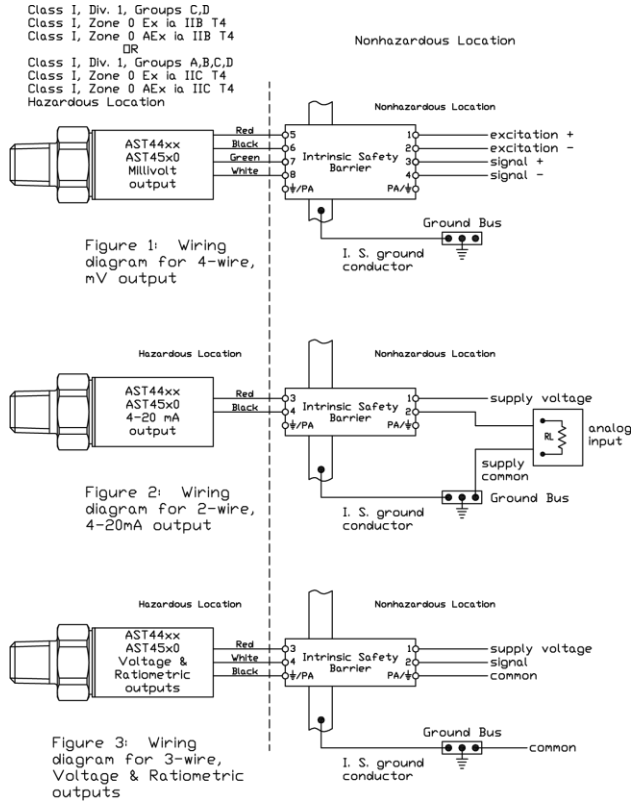 Class I, Div. 1, Groups C,D
Class I, Zone 0 Ex ia IIB T4
Class I, Zone 0 AEx ia IIB T4
OR
Class I, Div. 1, Groups A,B,C,D
Class I, Zone 0 Ex ia IIC T4
Class I, Zone 0 AEx ia IIC T4
Hazardous Location
Nonhazardous Location
Nonhazardous Location
AST44xx
AST45x0
Millivolt
output
Red
Black
Green
White
5
6
7
8
⏚/PA
Intrinsic Safety
Barrier
1
2
3
4
PA/⏚
excitation +
excitation -
signal +
signal -
Ground Bus
I. S. ground
conductor
Figure 1: Wiring
diagram for 4-wire,
mV output
Hazardous Location
Nonhazardous Location
AST44xx
AST45x0
4-20 mA
output
Red
Black
3
4
⏚/PA
Intrinsic Safety
Barrier
1
2
PA/⏚
supply voltage
RL
analog
input
supply
common
Ground Bus
I. S. ground
conductor
Figure 2: Wiring
diagram for 2-wire,
4-20mA output
Hazardous Location
Nonhazardous Location
AST44xx
AST45x0
Voltage &
Ratiometric
outputs
Red
White
Black
3
4
⏚/PA
Intrinsic Safety
Barrier
1
2
PA/⏚
supply voltage
signal
common
Ground Bus
common
I. S. ground
conductor
Figure 3: Wiring
diagram for 3-wire,
Voltage & Ratiometric
outputs